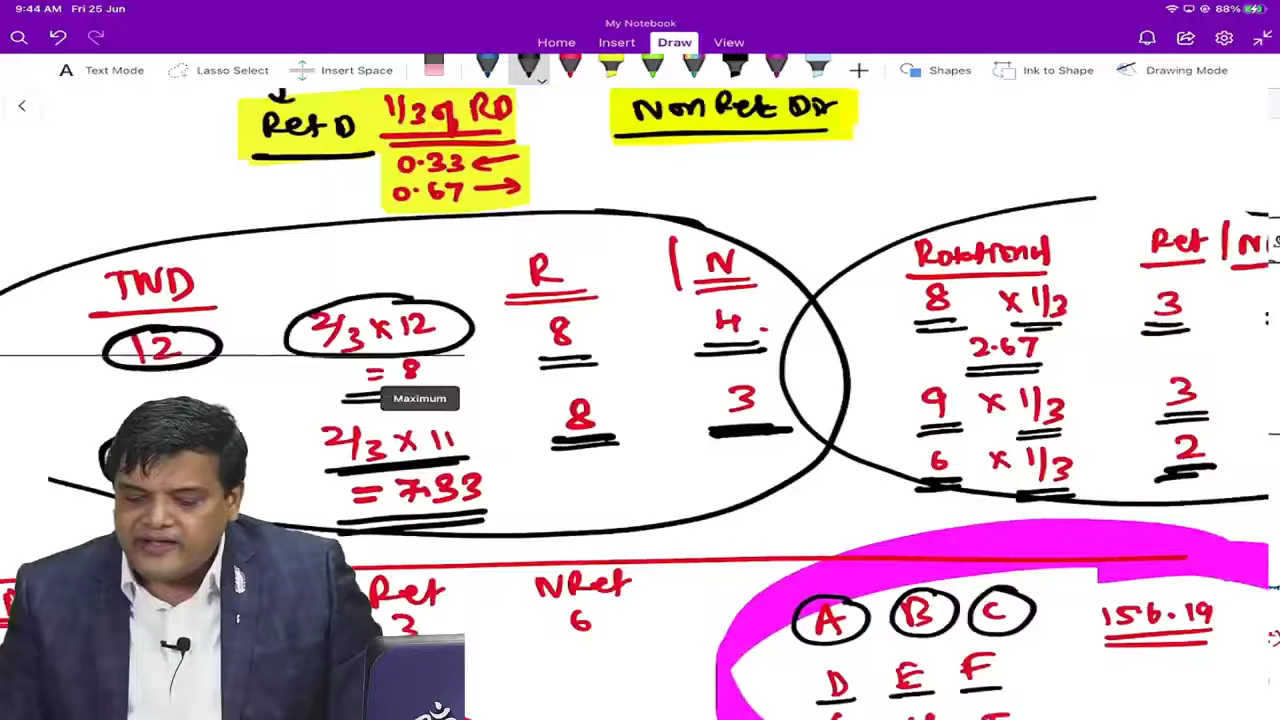 9:44 AM Fri 25 Jun
88%
My Notebook
Home Insert Draw View
A Text Mode Lasso Select Insert Space Shapes Ink to Shape Drawing Mode
Ret D 1/3 of RD
0.33 ←
0.67 →
Non Ret Dr
TWD R | N
12 2/3 × 12 8 4
= 8
Maximum
2/3 × 11 8 3
= 7.33
Rotational Ret | N
8 × 1/3 3
2.67
9 × 1/3 3
6 × 1/3 2
Ret NRet
3 6
A B C 156.19
D E F